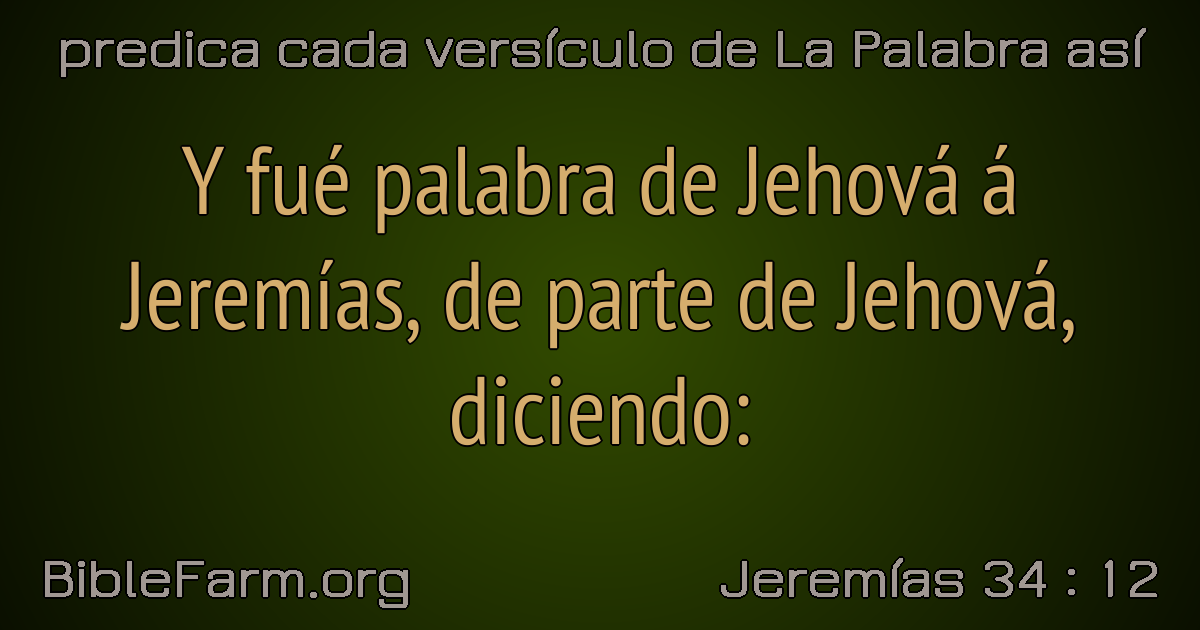 predica cada versículo de La Palabra así
Y fué palabra de Jehová á
Jeremías, de parte de Jehová,
diciendo:
BibleFarm.org
Jeremías 34 : 12